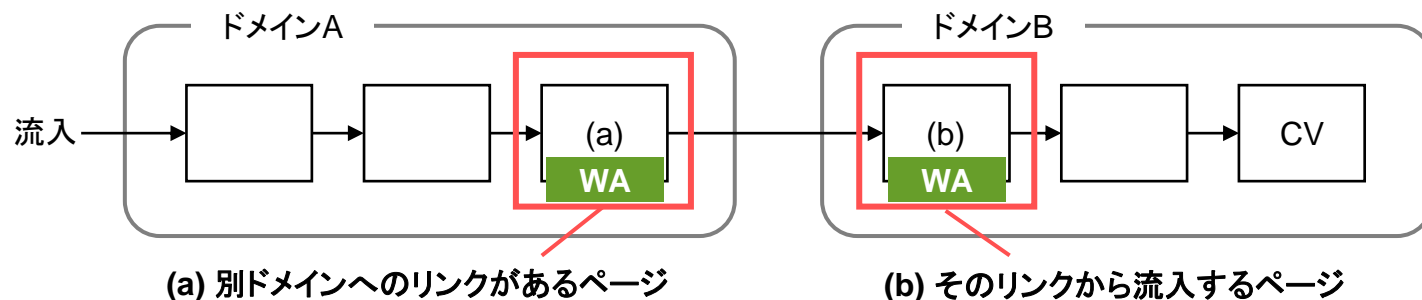 ドメインA
ドメインB
流入
(a)
WA
(b)
WA
CV
(a) 別ドメインへのリンクがあるページ
(b) そのリンクから流入するページ